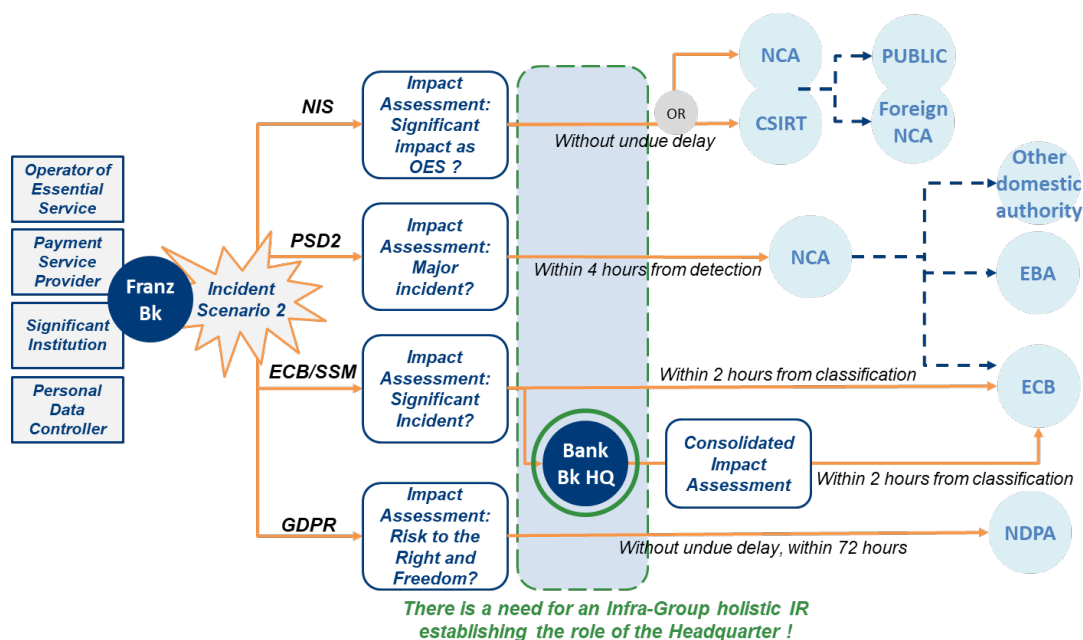 Operator of
Essential
Service
Payment
Service
Provider
Significant
Institution
Personal
Data
Controller
Franz
Bk
Incident
Scenario 2
NIS
Impact
Assessment:
Significant
impact as
OES ?
Without undue delay
OR
NCA
CSIRT
PUBLIC
Foreign
NCA
PSD2
Impact
Assessment:
Major
incident?
Within 4 hours from detection
NCA
Other
domestic
authority
EBA
ECB/SSM
Impact
Assessment:
Significant
Incident?
Within 2 hours from classification
ECB
Bank
Bk HQ
Consolidated
Impact
Assessment
Within 2 hours from classification
GDPR
Impact
Assessment:
Risk to the
Right and
Freedom?
Without undue delay, within 72 hours
NDPA
There is a need for an Infra-Group holistic IR
establishing the role of the Headquarter !